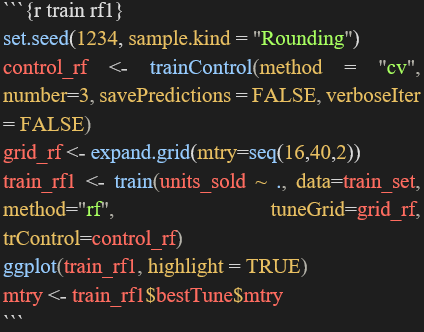 ```{r train rf1}
set.seed(1234, sample.kind = "Rounding")
control_rf <- trainControl(method = "cv",
number=3, savePredictions = FALSE, verboseIter
= FALSE)
grid_rf <- expand.grid(mtry=seq(16,40,2))
train_rf1 <- train(units_sold ~ ., data=train_set,
method="rf", tuneGrid=grid_rf,
trControl=control_rf)
ggplot(train_rf1, highlight = TRUE)
mtry <- train_rf1$bestTune$mtry
```